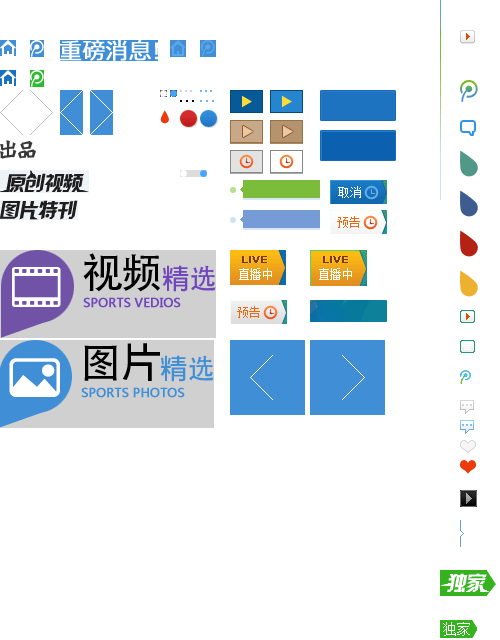 重磅消息!
出品
原创视频
图片特刊
取消
预告
视频精选
SPORTS VEDIOS
LIVE
直播中
LIVE
直播中
预告
图片精选
SPORTS PHOTOS
独家
独家